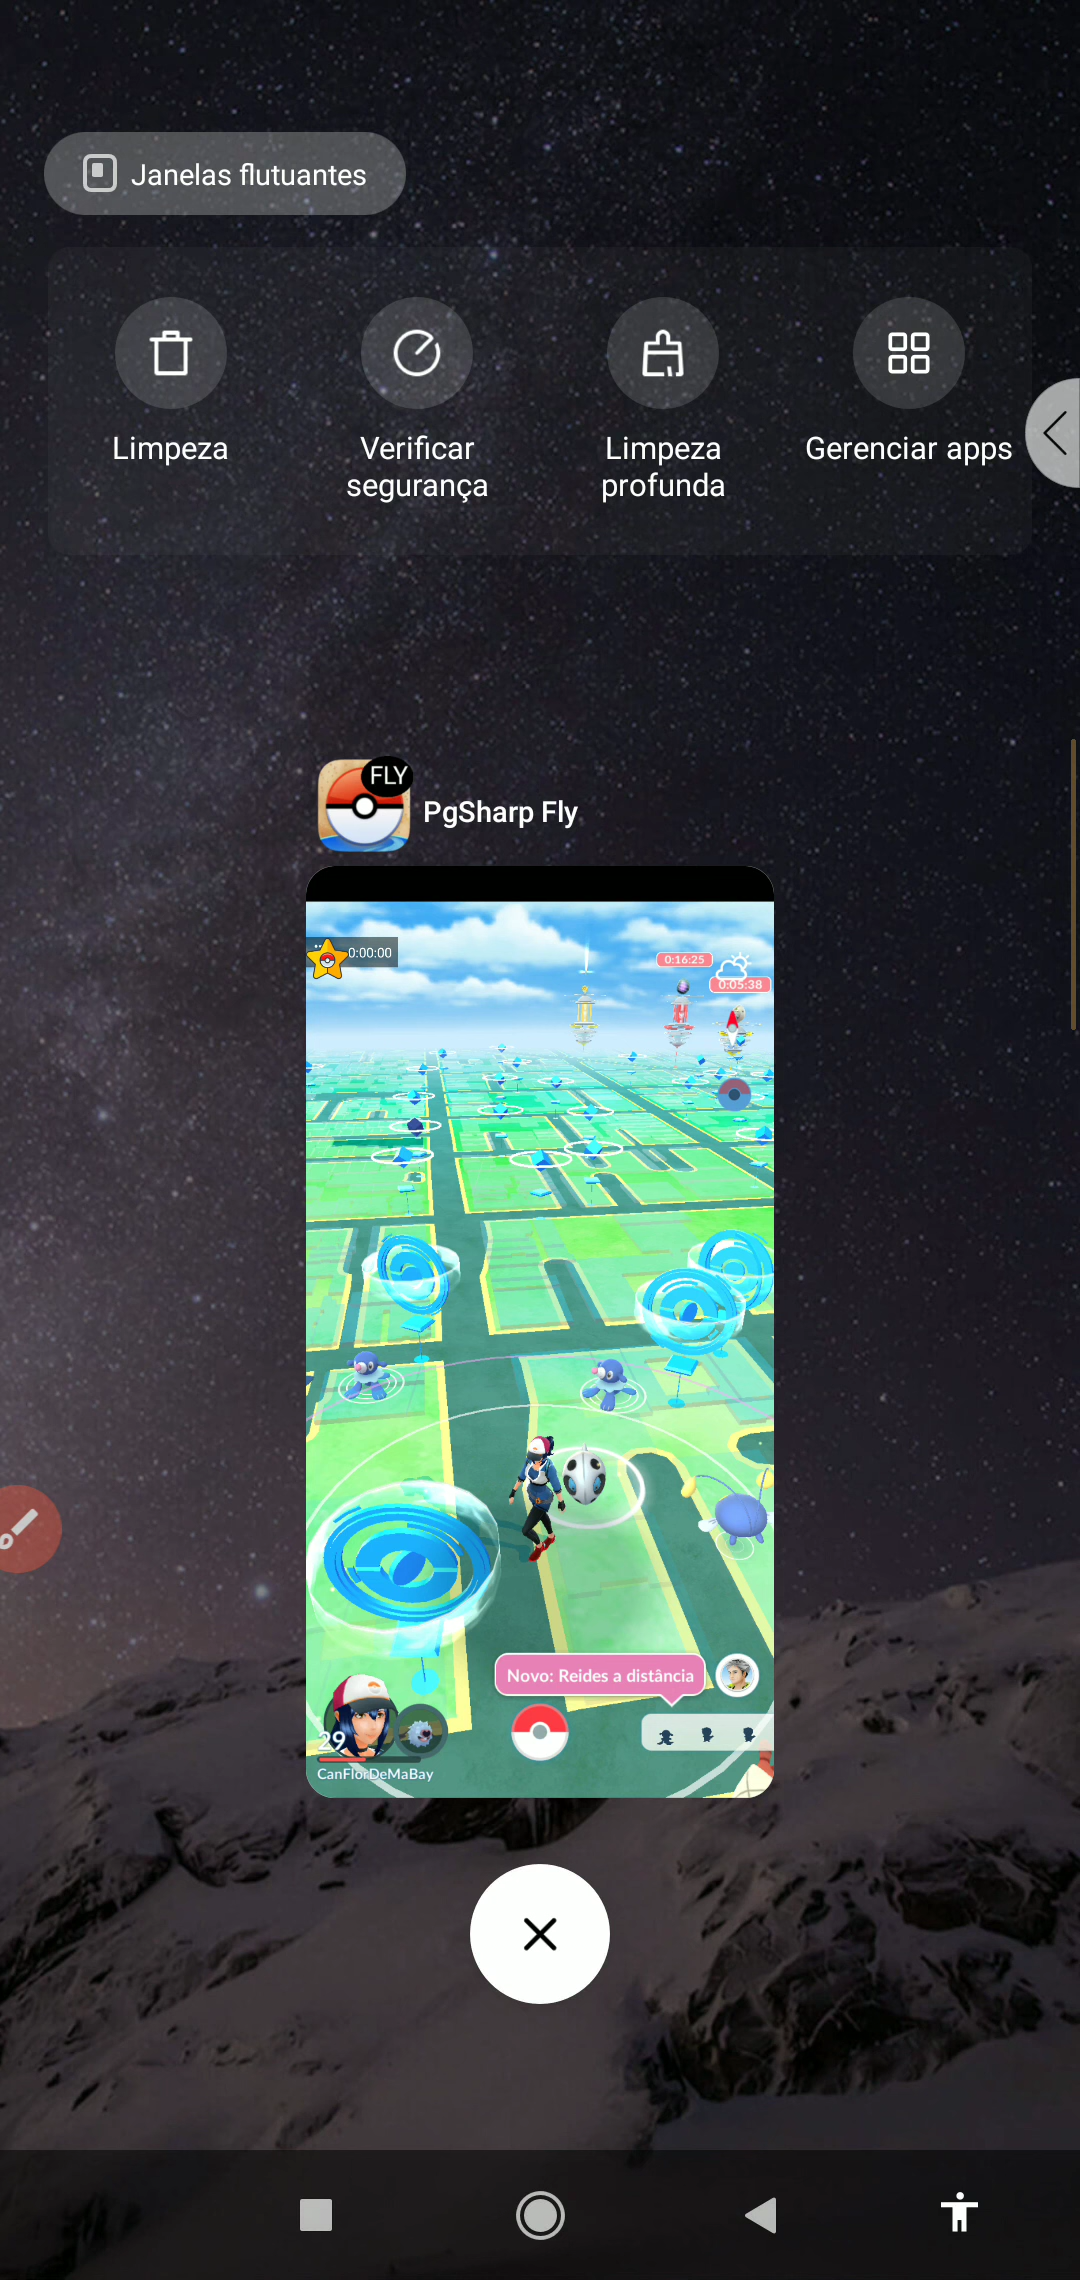 Janelas flutuantes
Limpeza
Verificar
segurança
Limpeza
profunda
Gerenciar apps
FLY
PgSharp Fly
0:00:00
0:16:25
0:05:38
Novo: Reides a distância
29
CanFlorDeMaBay